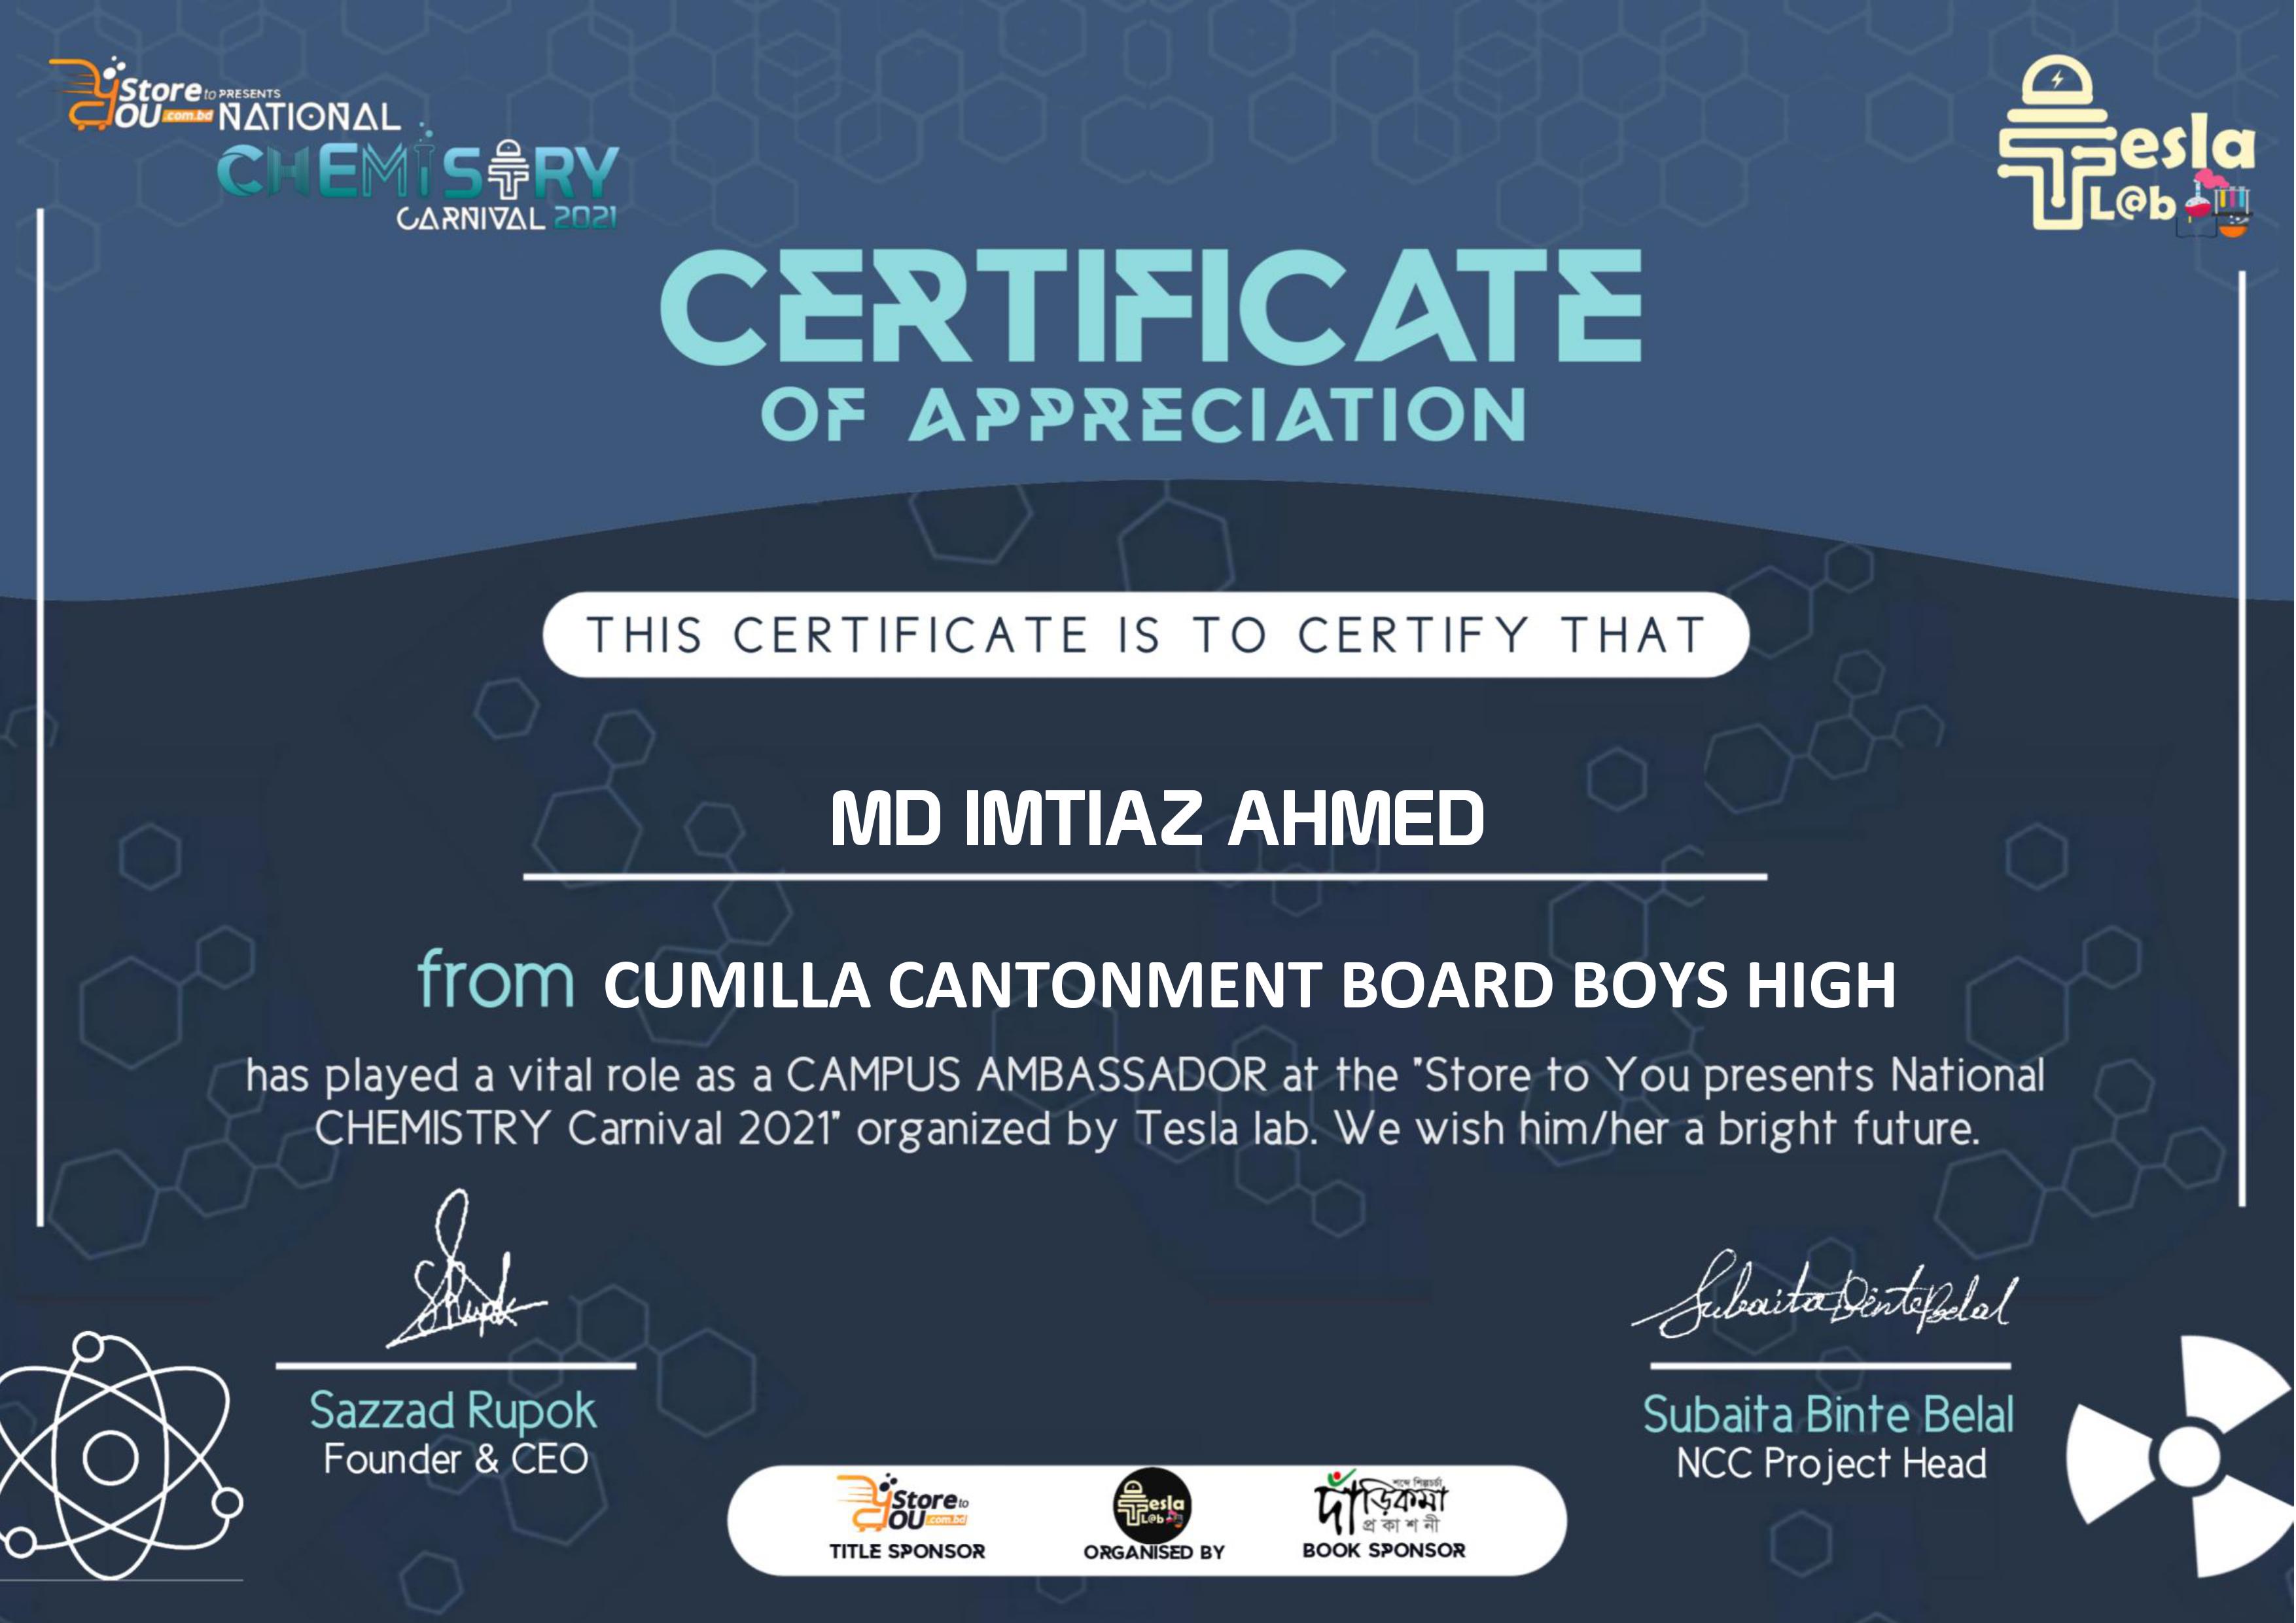 Store to PRESENTS
YOU .com.bd NATIONAL
CHEMISTRY
CARNIVAL 2021
Tesla
L@b
CERTIFICATE
OF APPRECIATION
THIS CERTIFICATE IS TO CERTIFY THAT
MD IMTIAZ AHMED
from CUMILLA CANTONMENT BOARD BOYS HIGH
has played a vital role as a CAMPUS AMBASSADOR at the "Store to You presents National
CHEMISTRY Carnival 2021" organized by Tesla lab. We wish him/her a bright future.
Subaita Binte Belal
Sazzad Rupok
Founder & CEO
Subaita Binte Belal
NCC Project Head
Store to
YOU .com.bd
TITLE SPONSOR
Tesla
L@b
ORGANISED BY
শব্দে শিল্পচর্চা
দাঁড়িকমা
প্রকাশনী
BOOK SPONSOR